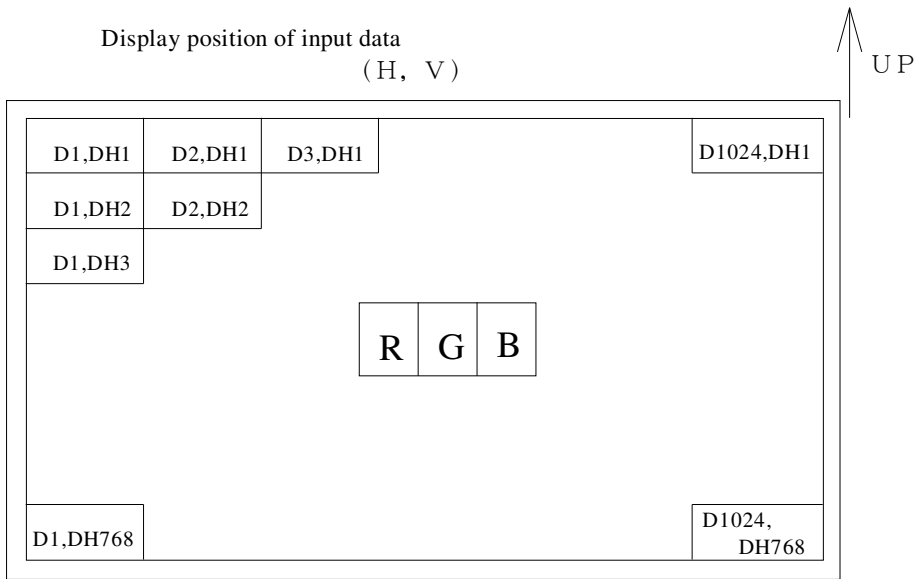 Display position of input data
(H, V)
UP
D1,DH1 D2,DH1 D3,DH1 D1024,DH1
D1,DH2 D2,DH2
D1,DH3
R G B
D1,DH768 D1024,
DH768